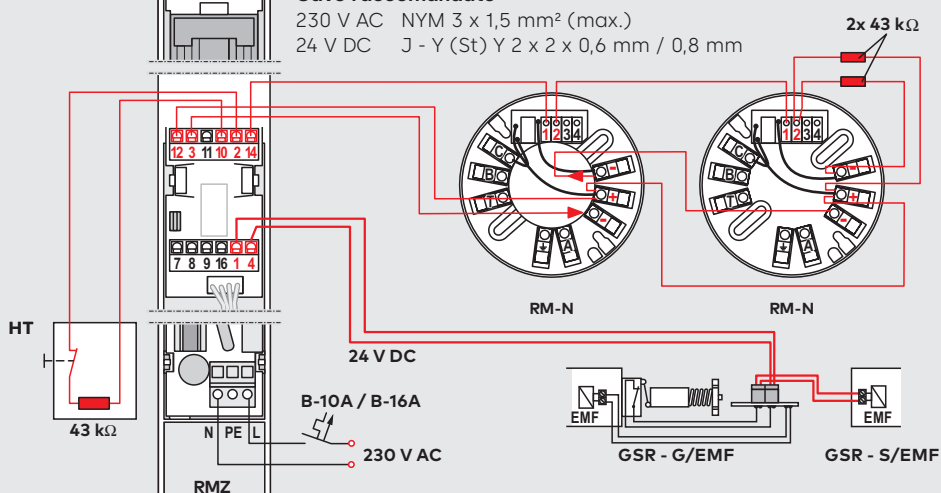 230 V AC NYM 3 x 1,5 mm² (max.)
24 V DC J - Y (St) Y 2 x 2 x 0,6 mm / 0,8 mm
2x 43 kΩ
1 2 3 4
1 2 3 4
12 3 11 10 2 14
C
B
T
-
+
-
A
C
B
T
-
+
-
A
7 8 9 16 1 4
RM-N
RM-N
HT
24 V DC
43 kΩ
B-10A / B-16A
N PE L
230 V AC
EMF
EMF
GSR - G/EMF
GSR - S/EMF
RMZ